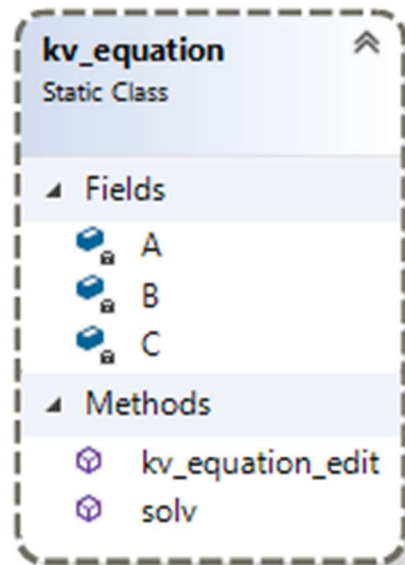 kv_equation
Static Class
Fields
A
B
C
Methods
kv_equation_edit
solv